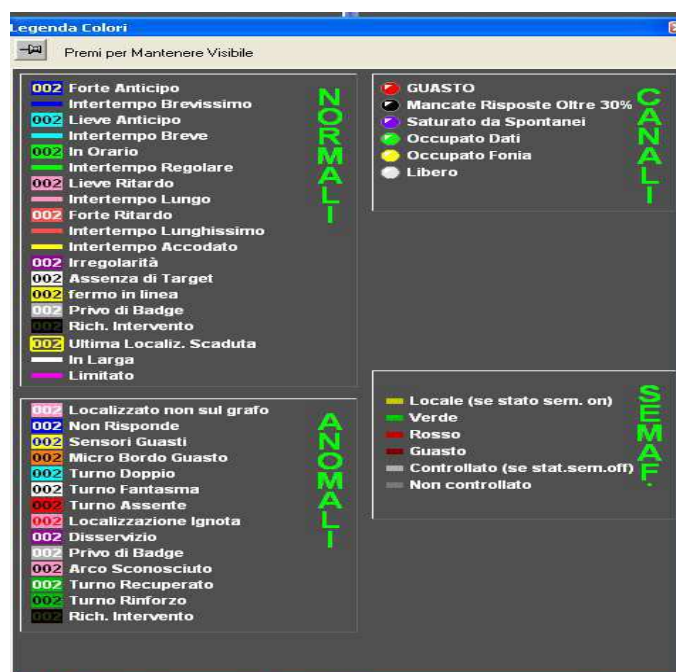 Legenda Colori
Premi per Mantenere Visibile
NORMALI
002 Forte Anticipo
Intertempo Brevissimo
002 Lieve Anticipo
Intertempo Breve
002 In Orario
Intertempo Regolare
002 Lieve Ritardo
Intertempo Lungo
002 Forte Ritardo
Intertempo Lunghissimo
Intertempo Accodato
002 Irregolarità
002 Assenza di Target
002 fermo in linea
002 Privo di Badge
002 Rich. Intervento
002 Ultima Localiz. Scaduta
In Larga
Limitato
ANOMALI
002 Localizzato non sul grafo
002 Non Risponde
002 Sensori Guasti
002 Micro Bordo Guasto
002 Turno Doppio
002 Turno Fantasma
002 Turno Assente
002 Localizzazione Ignota
002 Disservizio
002 Privo di Badge
002 Arco Sconosciuto
002 Turno Recuperato
002 Turno Rinforzo
002 Rich. Intervento
CANALI
GUASTO
Mancate Risposte Oltre 30%
Saturato da Spontanei
Occupato Dati
Occupato Fonia
Libero
SEMAF.
Locale (se stato sem. on)
Verde
Rosso
Guasto
Controllato (se stat.sem.off)
Non controllato